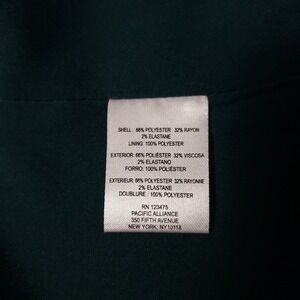 SHELL: 66% POLYESTER 32% RAYON
2% ELASTANE
LINING: 100% POLYESTER
EXTERIOR: 66% POLIÉSTER 32% VISCOSA
2% ELASTANO
FORRO: 100% POLIÉSTER
EXTERIEUR: 66% POLYESTER 32% RAYONNE
2% ELASTANE
DOUBLURE: 100% POLYESTER
RN 123475
PACIFIC ALLIANCE
350 FIFTH AVENUE
NEW YORK, NY10118